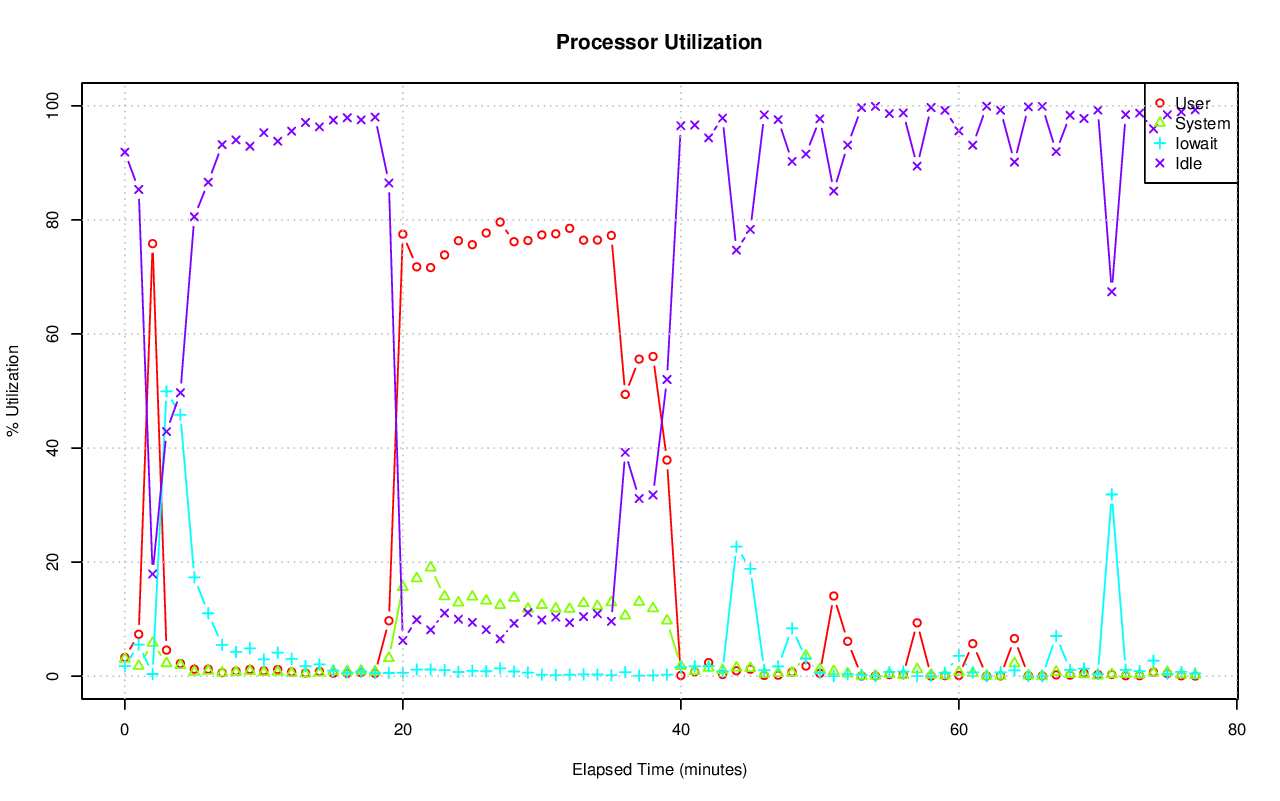 Processor Utilization
100
80
60
40
20
0
% Utilization
User
System
Iowait
Idle
0 20 40 60 80
Elapsed Time (minutes)